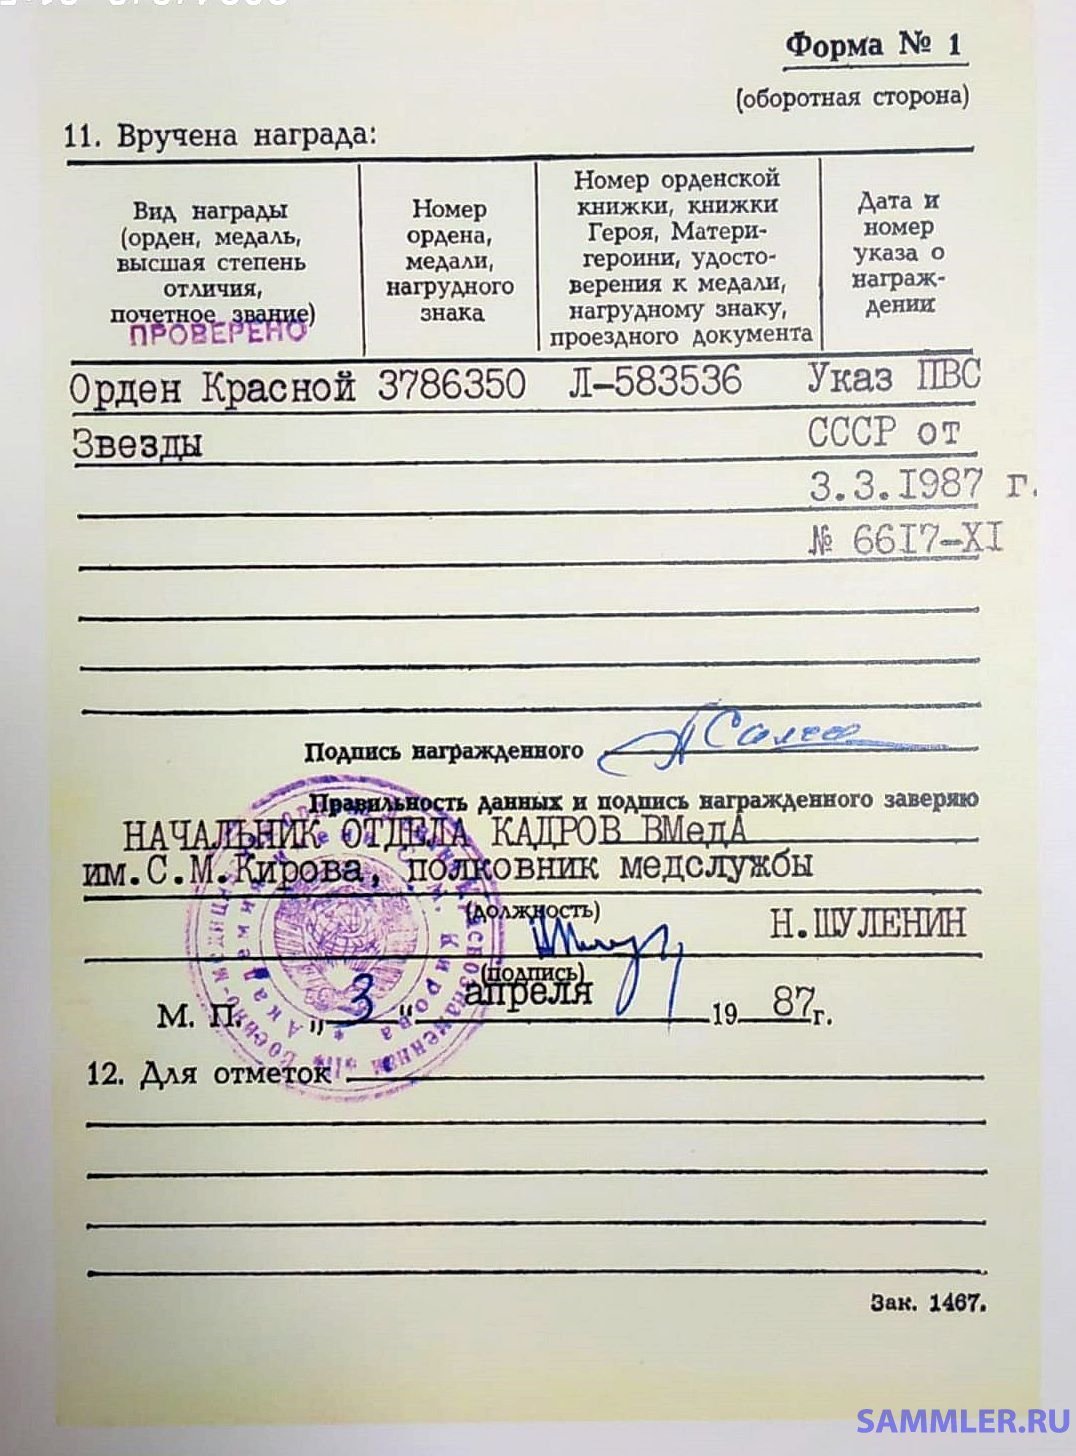 Форма № 1
(оборотная сторона)
11. Вручена награда:
Вид награды
(орден, медаль,
высшая степень
отличия,
почетное звание)
ПРОВЕРЕНО
Номер
ордена,
медали,
нагрудного
знака
Номер орденской
книжки, книжки
Героя, Матери-
героини, удосто-
верения к медали,
нагрудному знаку,
проездного документа
Дата и
номер
указа о
награж-
дении
Орден Красной 3786350 Л-583536 Указ ПВС
Звезды СССР от
3.3.I987 г.
№ 66I7-XI
Подпись награжденного
Правильность данных и подпись награжденного заверяю
НАЧАЛЬНИК ОТДЕЛА КАДРОВ ВМедА
им.С.М.Кирова, полковник медслужбы
(должность)
Н.ШУЛЕНИН
(подпись)
М. П. „ 3 " апреля 19 87г.
12. Для отметок
Зак. 1467.
SAMMLER.RU